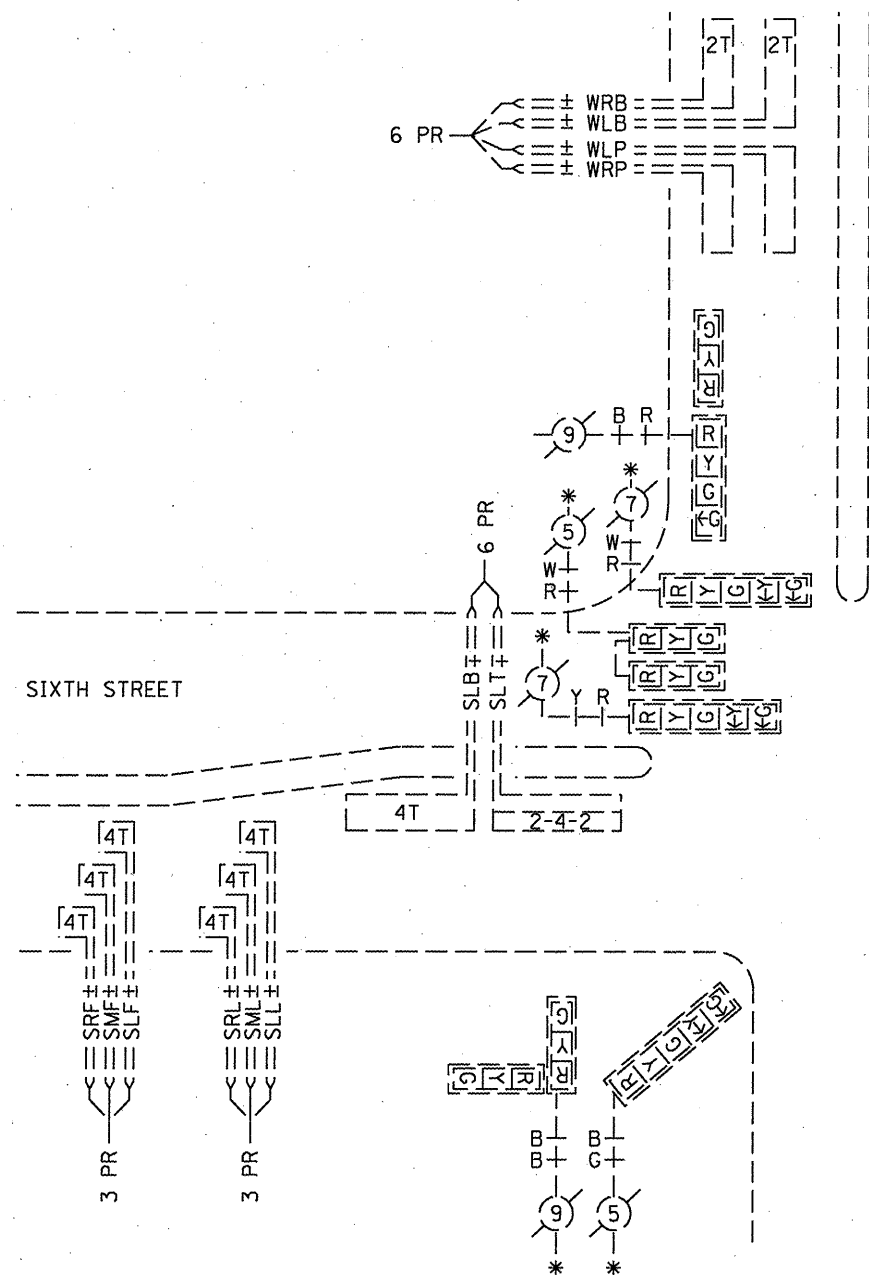 2T 2T
WRB
WLB
6 PR
WLP
WRP
G
Y
R
9 B R
R
Y
G
←G
*
7
W
R
*
5
W
R
6 PR
R Y G ←Y ←G
R Y G
R Y G
*
7
Y R
R Y G ←Y ←G
SIXTH STREET
SLB ±
SLT ±
4T
2-4-2
4T
4T
4T
4T
4T
4T
SRF ±
SMF ±
SLF ±
SRL ±
SML ±
SLL ±
3 PR
3 PR
G
Y
R
R Y G
R Y G ←Y ←G
B
B
B
G
9
5
*
*